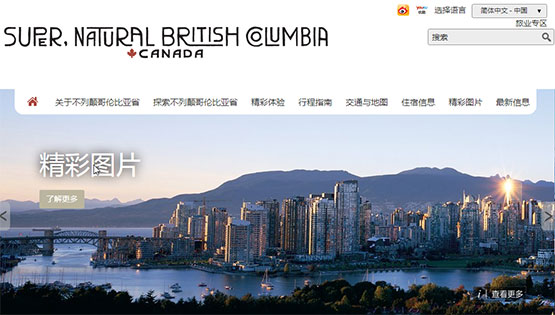 选择语言 简体中文 - 中国
旅业专区
SUPER, NATURAL BRITISH COLUMBIA
CANADA
搜索
关于不列颠哥伦比亚省 探索不列颠哥伦比亚省 精彩体验 行程指南 交通与地图 住宿信息 精彩图片 最新信息
精彩图片
了解更多
i 查看更多